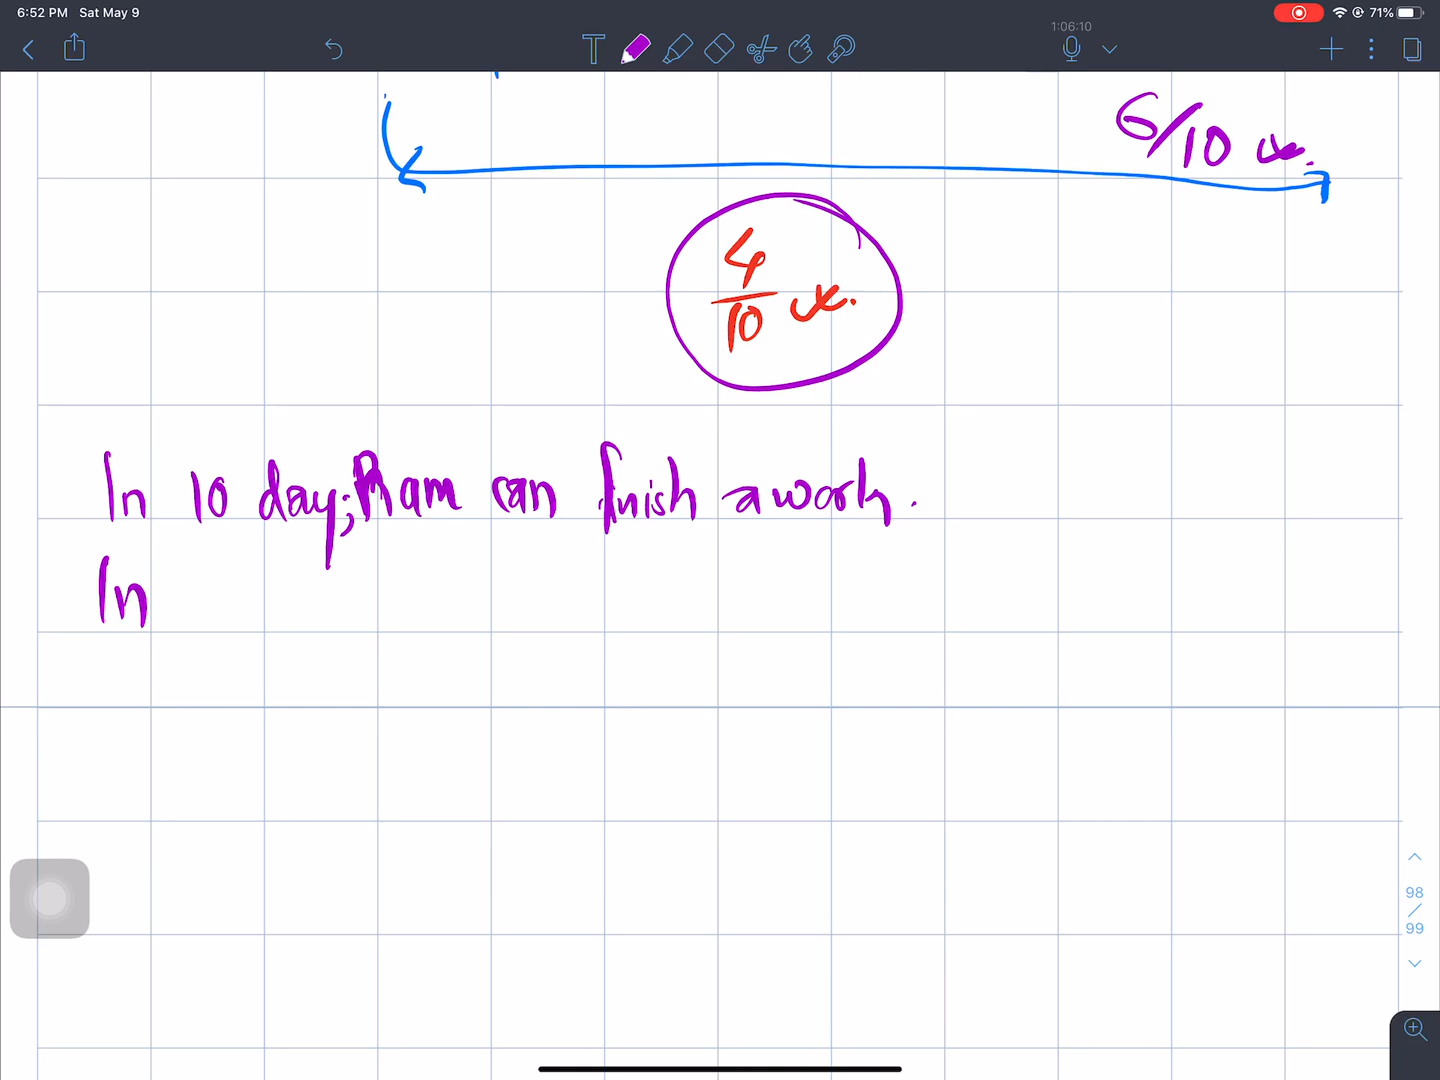 6:52 PM Sat May 9
71%
1:06:10
T
6/10 w.
4
10 w.
In 10 day; Ram can finish a work.
In
98
/
99